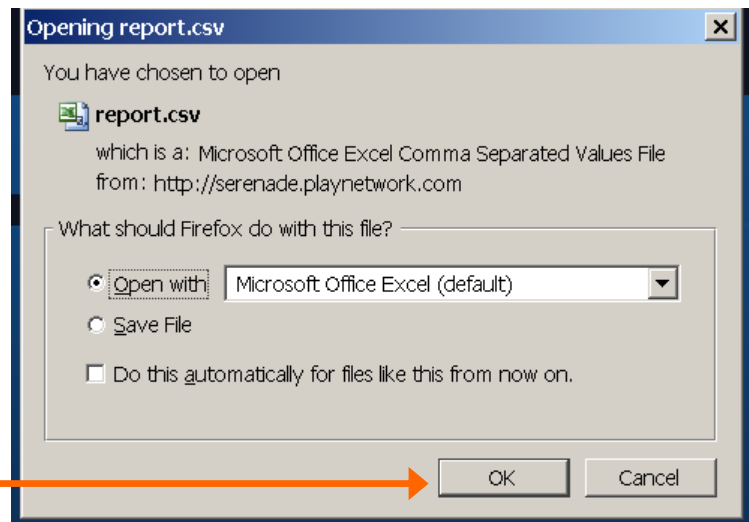 Opening report.csv
You have chosen to open
report.csv
which is a: Microsoft Office Excel Comma Separated Values File
from: http://serenade.playnetwork.com
What should Firefox do with this file?
Open with Microsoft Office Excel (default)
Save File
Do this automatically for files like this from now on.
OK Cancel